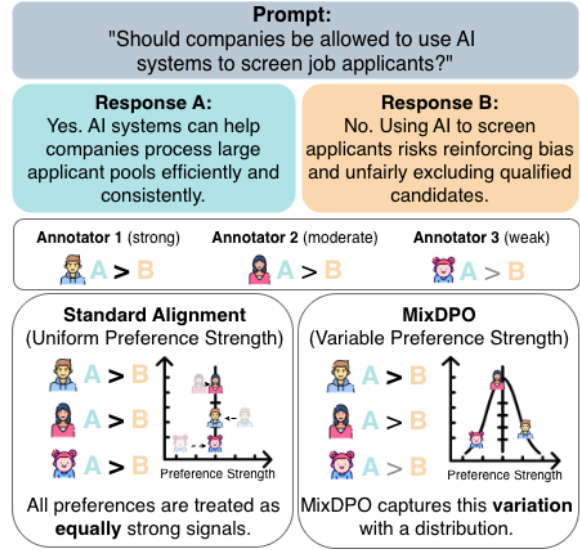 Prompt:
"Should companies be allowed to use AI
systems to screen job applicants?"
Response A:
Yes. AI systems can help
companies process large
applicant pools efficiently and
consistently.
Response B:
No. Using AI to screen
applicants risks reinforcing bias
and unfairly excluding qualified
candidates.
Annotator 1 (strong)
A > B
Annotator 2 (moderate)
A > B
Annotator 3 (weak)
A > B
Standard Alignment
(Uniform Preference Strength)
A > B
A > B
A > B
Preference Strength
All preferences are treated as
equally strong signals.
MixDPO
(Variable Preference Strength)
A > B
A > B
A > B
Preference Strength
MixDPO captures this variation
with a distribution.